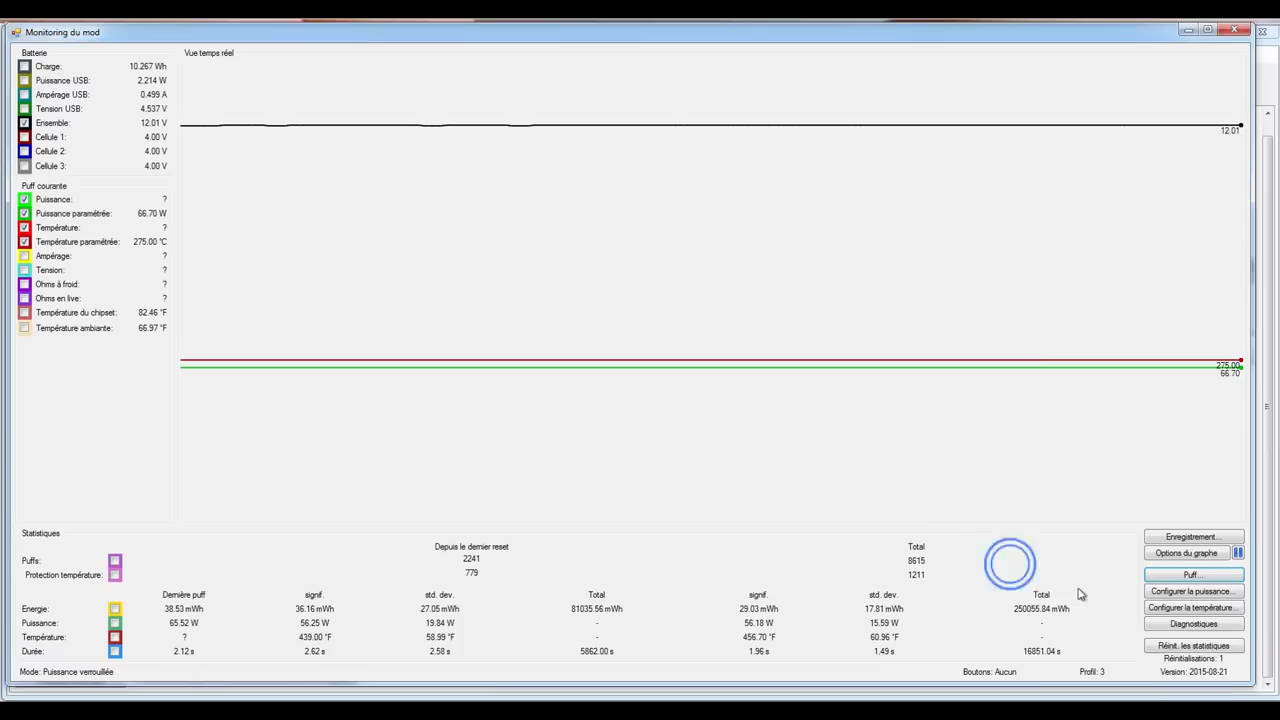 Monitoring du mod
Batterie
Charge: 10.267 Wh
Puissance USB: 2.214 W
Ampérage USB: 0.499 A
Tension USB: 4.537 V
Ensemble: 12.01 V
Cellule 1: 4.00 V
Cellule 2: 4.00 V
Cellule 3: 4.00 V
Puff courante
Puissance: ?
Puissance paramétrée: 66.70 W
Température: ?
Température paramétrée: 275.00 °C
Ampérage: ?
Tension: ?
Ohms à froid: ?
Ohms en live: ?
Température du chipset: 82.46 °F
Température ambiante: 66.97 °F
Vue temps réel
12.01
275.00
66.70
Statistiques
Depuis le dernier reset Total
Puffs: 2241 8615
Protection température: 779 1211
Dernière puff signif. std. dev. Total signif. std. dev. Total
Energie: 38.53 mWh 36.16 mWh 27.05 mWh 81035.56 mWh 29.03 mWh 17.81 mWh 250055.84 mWh
Puissance: 65.52 W 56.25 W 19.84 W - 56.18 W 15.59 W -
Température: ? 439.00 °F 58.99 °F - 456.70 °F 60.96 °F -
Durée: 2.12 s 2.62 s 2.58 s 5862.00 s 1.96 s 1.49 s 16851.04 s
Enregistrement...
Options du graphe
Puff...
Configurer la puissance...
Configurer la température...
Diagnostiques
Réinit. les statistiques
Réinitialisations: 1
Mode: Puissance verrouillée Boutons: Aucun Profil: 3 Version: 2015-08-21